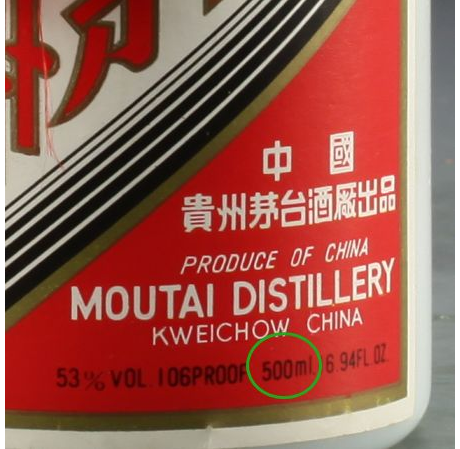 中國
貴州茅台酒廠出品
PRODUCE OF CHINA
MOUTAI DISTILLERY
KWEICHOW CHINA
53% VOL. 106PROOF 500ml. 16.94FL.OZ.